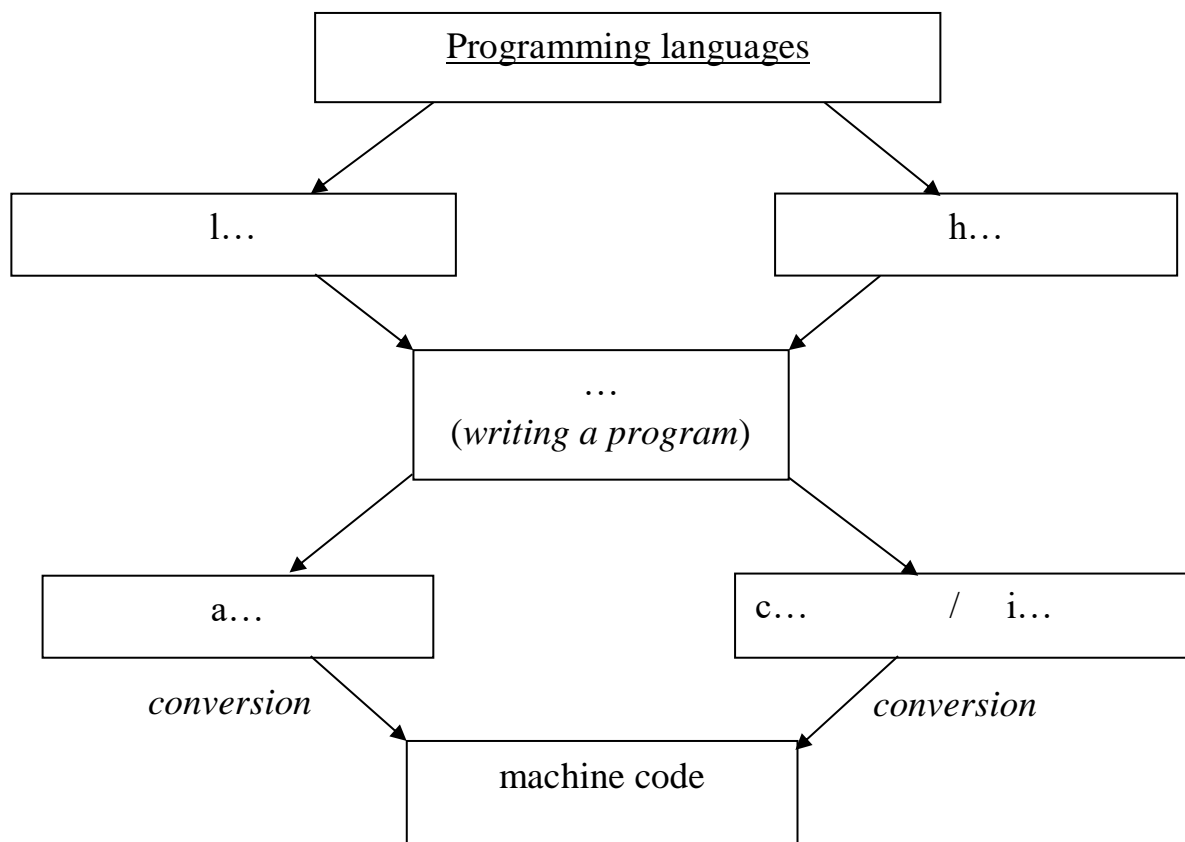 Programming languages
l…
h…
…
(writing a program)
a…
c… / i…
conversion
conversion
machine code